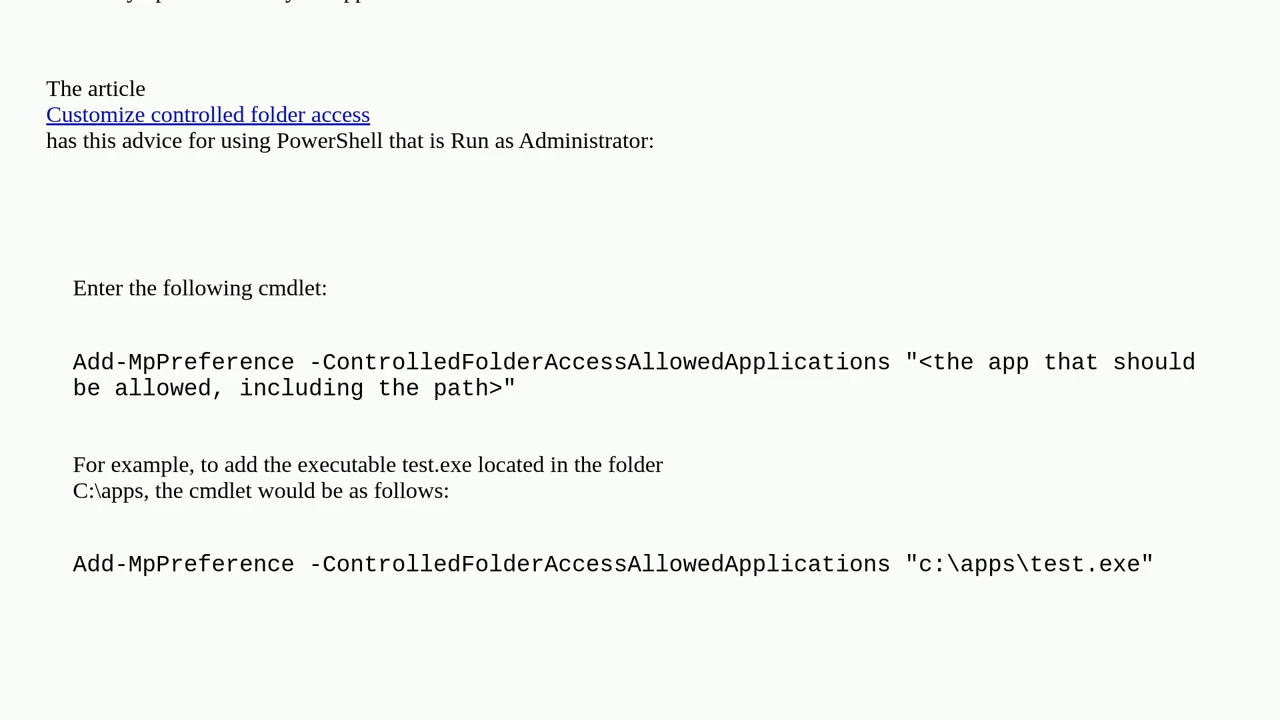 The article
Customize controlled folder access
has this advice for using PowerShell that is Run as Administrator:
Enter the following cmdlet:
Add-MpPreference -ControlledFolderAccessAllowedApplications "<the app that should
be allowed, including the path>"
For example, to add the executable test.exe located in the folder
C:\apps, the cmdlet would be as follows:
Add-MpPreference -ControlledFolderAccessAllowedApplications "c:\apps\test.exe"